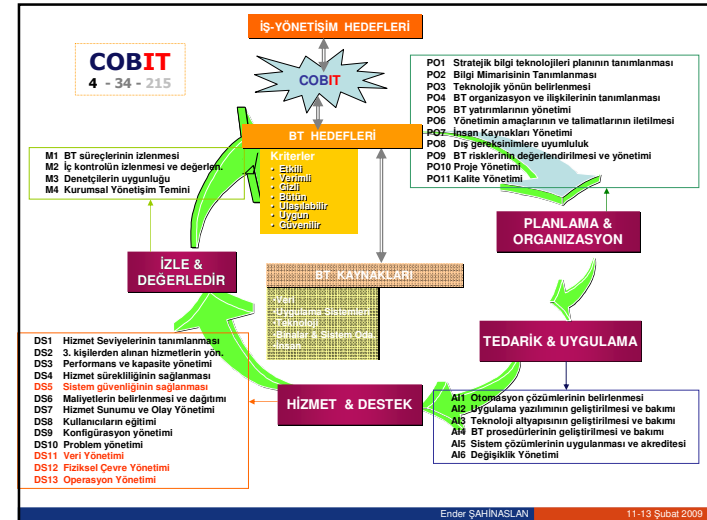 İŞ-YÖNETİŞİM HEDEFLERİ
COBIT
4 - 34 - 215
COBIT
PO1 Stratejik bilgi teknolojileri planının tanımlanması
PO2 Bilgi Mimarisinin Tanımlanması
PO3 Teknolojik yönün belirlenmesi
PO4 BT organizasyon ve ilişkilerinin tanımlanması
PO5 BT yatırımlarının yönetimi
PO6 Yönetimin amaçlarının ve talimatlarının iletilmesi
PO7 İnsan Kaynakları Yönetimi
PO8 Dış gereksinimlere uyumluluk
PO9 BT risklerinin değerlendirilmesi ve yönetimi
PO10 Proje Yönetimi
PO11 Kalite Yönetimi
BT HEDEFLERİ
Kriterler
• Etkili
• Verimli
• Gizli
• Bütün
• Ulaşılabilir
• Uygun
• Güvenilir
M1 BT süreçlerinin izlenmesi
M2 İç kontrolün izlenmesi ve değerlen.
M3 Denetçilerin uygunluğu
M4 Kurumsal Yönetişim Temini
PLANLAMA &
ORGANIZASYON
İZLE &
DEĞERLEDİR
BT KAYNAKLARI
•Veri
•Uygulama Sistemleri
•Teknoloji
TEDARİK & UYGULAMA
DS1 Hizmet Seviyelerinin tanımlanması
DS2 3. kişilerden alınan hizmetlerin yön.
DS3 Performans ve kapasite yönetimi
DS4 Hizmet sürekliliğinin sağlanması
DS5 Sistem güvenliğinin sağlanması
DS6 Maliyetlerin belirlenmesi ve dağıtımı
DS7 Hizmet Sunumu ve Olay Yönetimi
DS8 Kullanıcıların eğitimi
DS9 Konfigürasyon yönetimi
DS10 Problem yönetimi
DS11 Veri Yönetimi
DS12 Fiziksel Çevre Yönetimi
DS13 Operasyon Yönetimi
HİZMET & DESTEK
AI1 Otomasyon çözümlerinin belirlenmesi
AI2 Uygulama yazılımının geliştirilmesi ve bakımı
AI3 Teknoloji altyapısının geliştirilmesi ve bakımı
AI4 BT prosedürlerinin geliştirilmesi ve bakımı
AI5 Sistem çözümlerinin uygulanması ve akreditesi
AI6 Değişiklik Yönetimi
Ender ŞAHİNASLAN
11-13 Şubat 2009